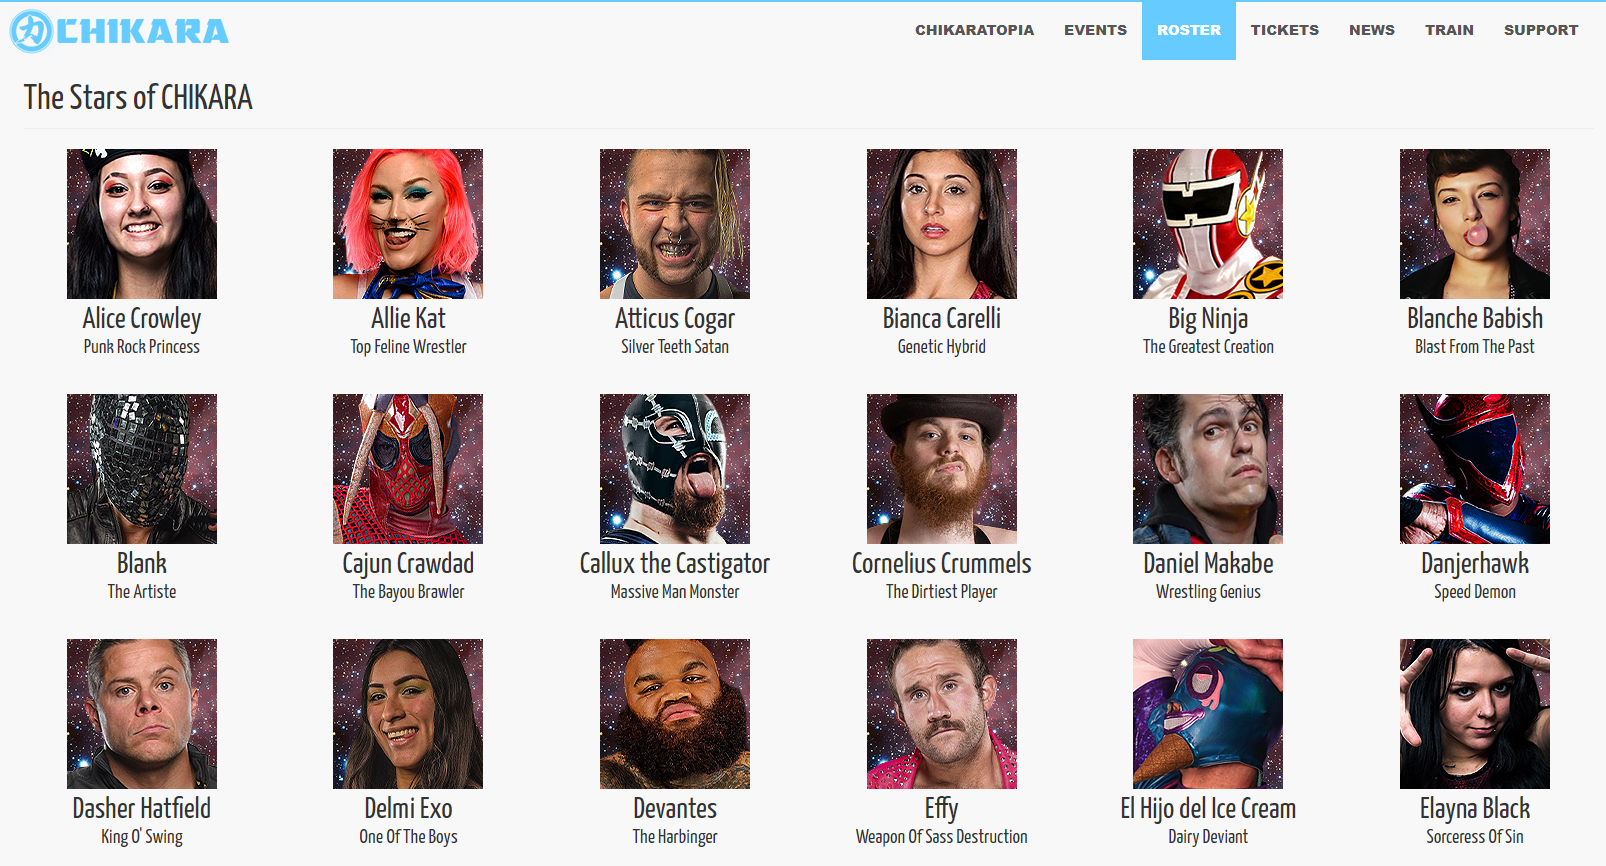 力 CHIKARA
CHIKARATOPIA EVENTS ROSTER TICKETS NEWS TRAIN SUPPORT
The Stars of CHIKARA
Alice Crowley Allie Kat Atticus Cogar Bianca Carelli Big Ninja Blanche Babish
Punk Rock Princess Top Feline Wrestler Silver Teeth Satan Genetic Hybrid The Greatest Creation Blast From The Past
Blank Cajun Crawdad Callux the Castigator Cornelius Crummels Daniel Makabe Danjerhawk
The Artiste The Bayou Brawler Massive Man Monster The Dirtiest Player Wrestling Genius Speed Demon
Dasher Hatfield Delmi Exo Devantes Effy El Hijo del Ice Cream Elayna Black
King O' Swing One Of The Boys The Harbinger Weapon Of Sass Destruction Dairy Deviant Sorceress Of Sin